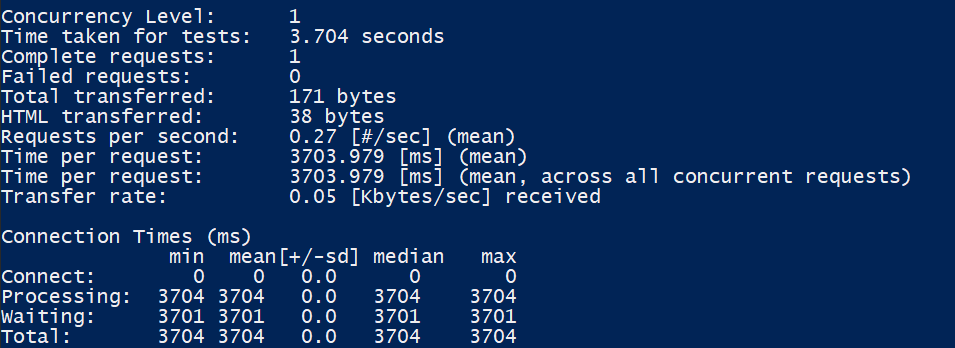 Concurrency Level:      1
Time taken for tests:   3.704 seconds
Complete requests:      1
Failed requests:        0
Total transferred:      171 bytes
HTML transferred:       38 bytes
Requests per second:    0.27 [#/sec] (mean)
Time per request:       3703.979 [ms] (mean)
Time per request:       3703.979 [ms] (mean, across all concurrent requests)
Transfer rate:          0.05 [Kbytes/sec] received

Connection Times (ms)
              min  mean[+/-sd] median   max
Connect:        0    0   0.0      0       0
Processing:  3704 3704   0.0   3704    3704
Waiting:     3701 3701   0.0   3701    3701
Total:       3704 3704   0.0   3704    3704